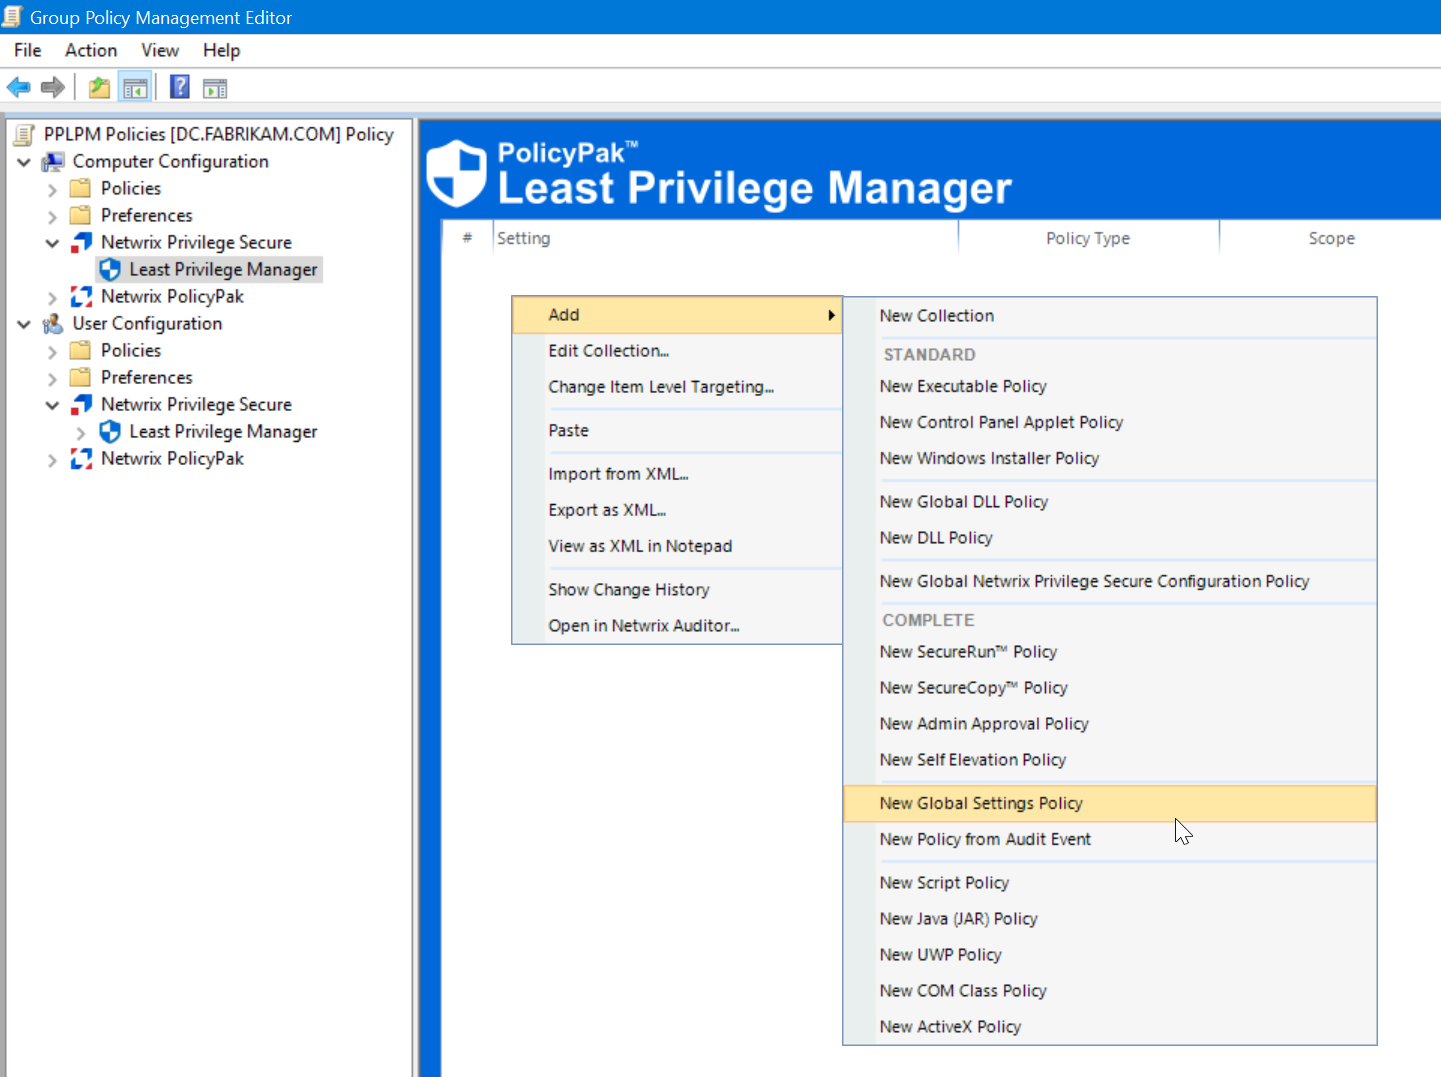 Group Policy Management Editor
File Action View Help
PPLPM Policies [DC.FABRIKAM.COM] Policy
Computer Configuration
Policies
Preferences
Netwrix Privilege Secure
Least Privilege Manager
Netwrix PolicyPak
User Configuration
Policies
Preferences
Netwrix Privilege Secure
Least Privilege Manager
Netwrix PolicyPak
PolicyPak™
Least Privilege Manager
# Setting Policy Type Scope
Add
Edit Collection...
Change Item Level Targeting...
Paste
Import from XML...
Export as XML...
View as XML in Notepad
Show Change History
Open in Netwrix Auditor...
New Collection
STANDARD
New Executable Policy
New Control Panel Applet Policy
New Windows Installer Policy
New Global DLL Policy
New DLL Policy
New Global Netwrix Privilege Secure Configuration Policy
COMPLETE
New SecureRun™ Policy
New SecureCopy™ Policy
New Admin Approval Policy
New Self Elevation Policy
New Global Settings Policy
New Policy from Audit Event
New Script Policy
New Java (JAR) Policy
New UWP Policy
New COM Class Policy
New ActiveX Policy